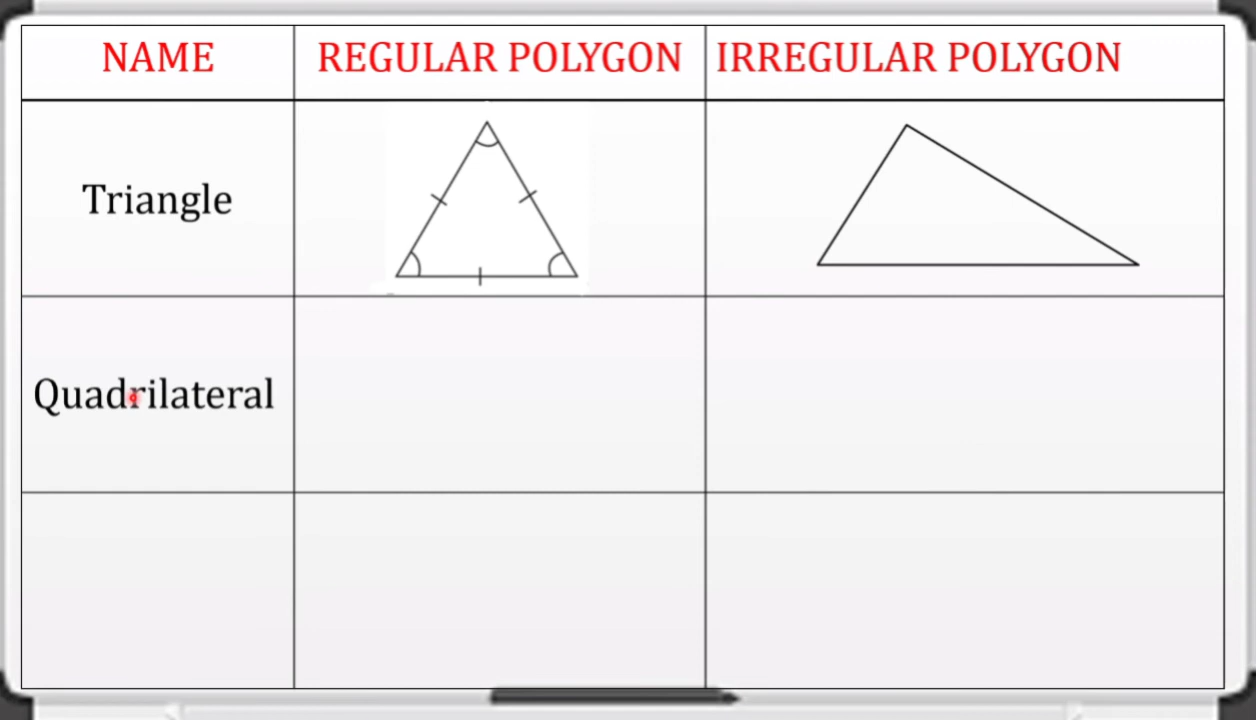 NAME
REGULAR POLYGON
IRREGULAR POLYGON
Triangle
Quadrilateral